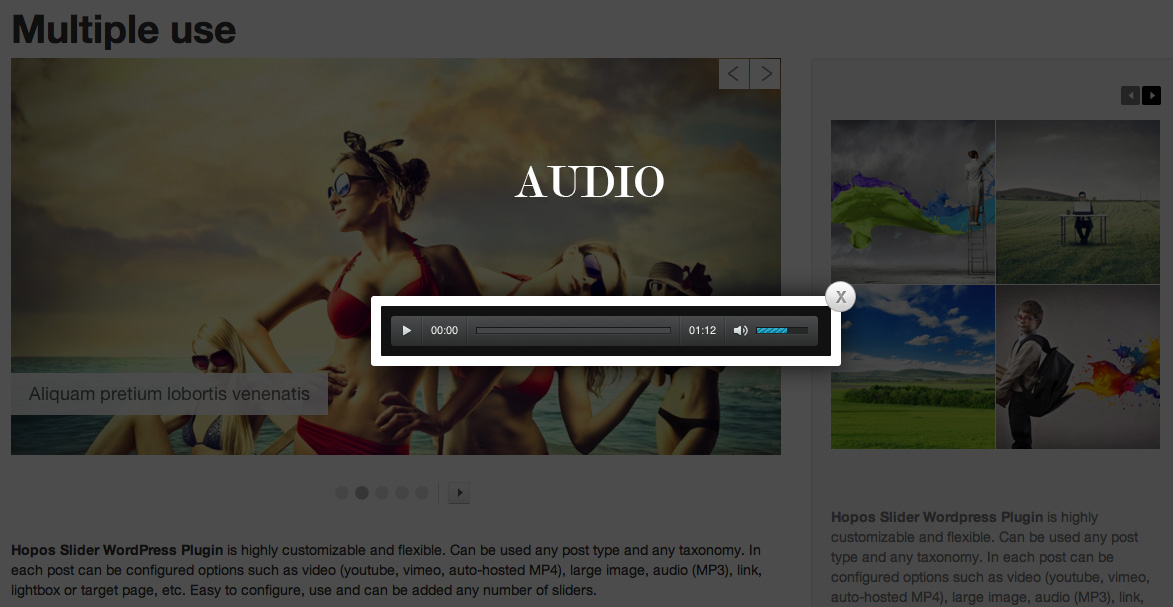 Multiple use
AUDIO
X
00:00
01:12
Aliquam pretium lobortis venenatis
Hopos Slider WordPress Plugin is highly customizable and flexible. Can be used any post type and any taxonomy. In
each post can be configured options such as video (youtube, vimeo, auto-hosted MP4), large image, audio (MP3), link,
lightbox or target page, etc. Easy to configure, use and can be added any number of sliders.
Hopos Slider Wordpress Plugin is highly
customizable and flexible. Can be used any post
type and any taxonomy. In each post can be
configured options such as video (youtube, vimeo,
auto-hosted MP4), large image, audio (MP3), link,